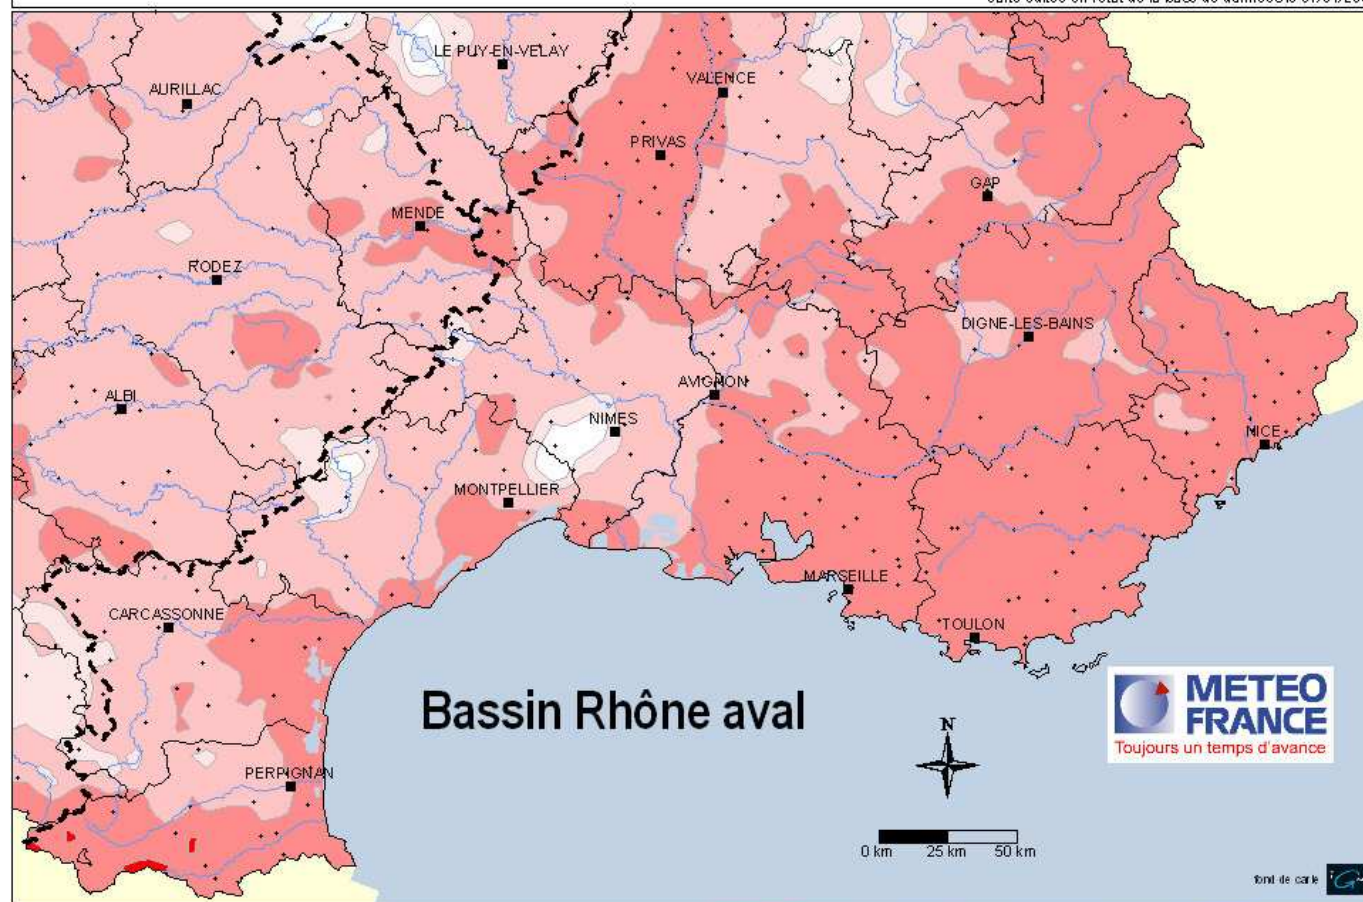 LE PUY-EN-VELAY
AURILLAC
VALENCE
PRIVAS
GAP
MENDE
RODEZ
DIGNE-LES-BAINS
AVIGNON
ALBI
NIMES
NICE
MONTPELLIER
MARSEILLE
CARCASSONNE
TOULON
Bassin Rhône aval
METEO
FRANCE
Toujours un temps d'avance
N
PERPIGNAN
0 km 25 km 50 km
fond de carte